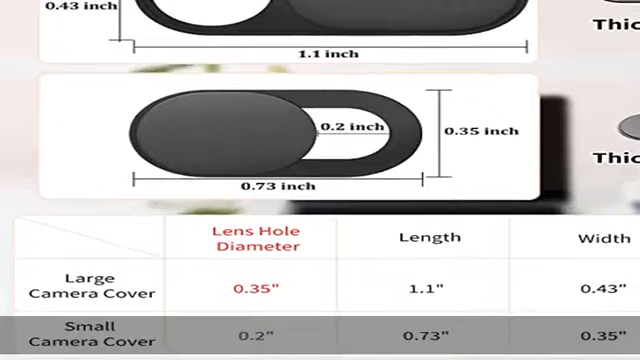 0.43 inch
1.1 inch
Thic
0.2 inch
0.35 inch
0.73 inch
Thic
Lens Hole
Diameter
Length
Width
Large
Camera Cover
0.35"
1.1"
0.43"
Small
Camera Cover
0.2"
0.73"
0.35"